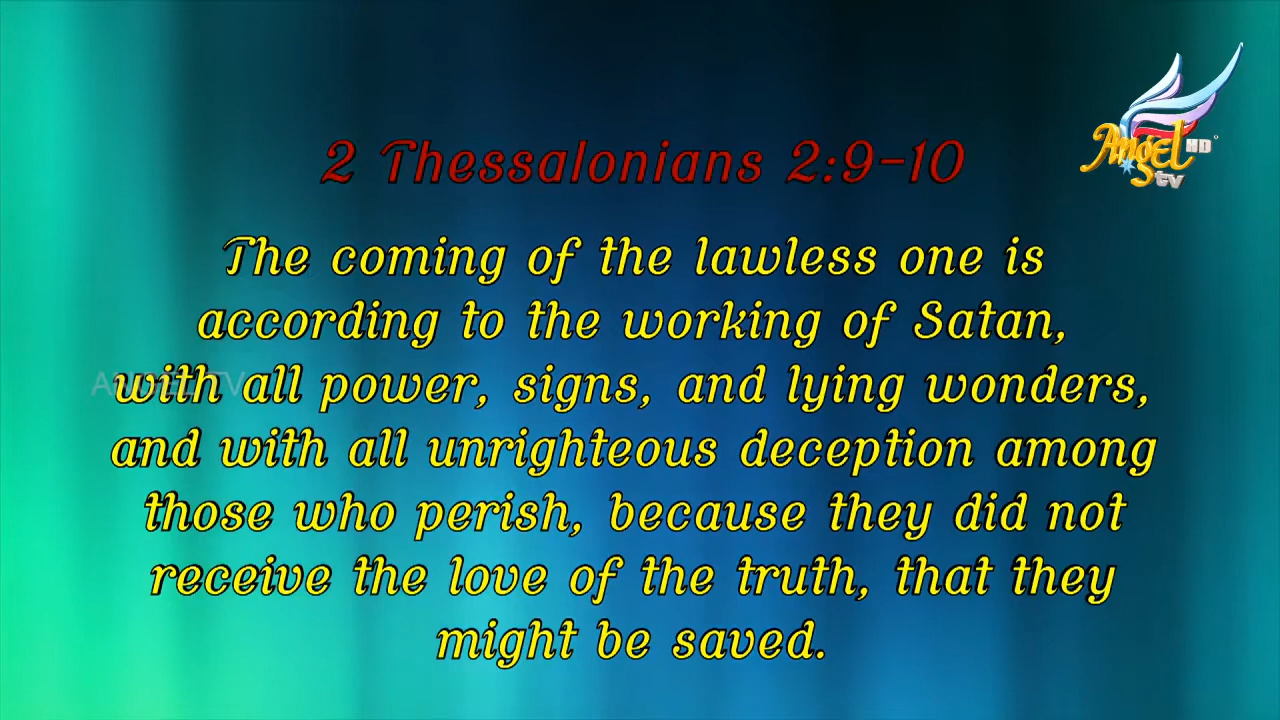 Angel HD
tv
2 Thessalonians 2:9-10
The coming of the lawless one is
according to the working of Satan,
ANGEL TV
with all power, signs, and lying wonders,
and with all unrighteous deception among
those who perish, because they did not
receive the love of the truth, that they
might be saved.